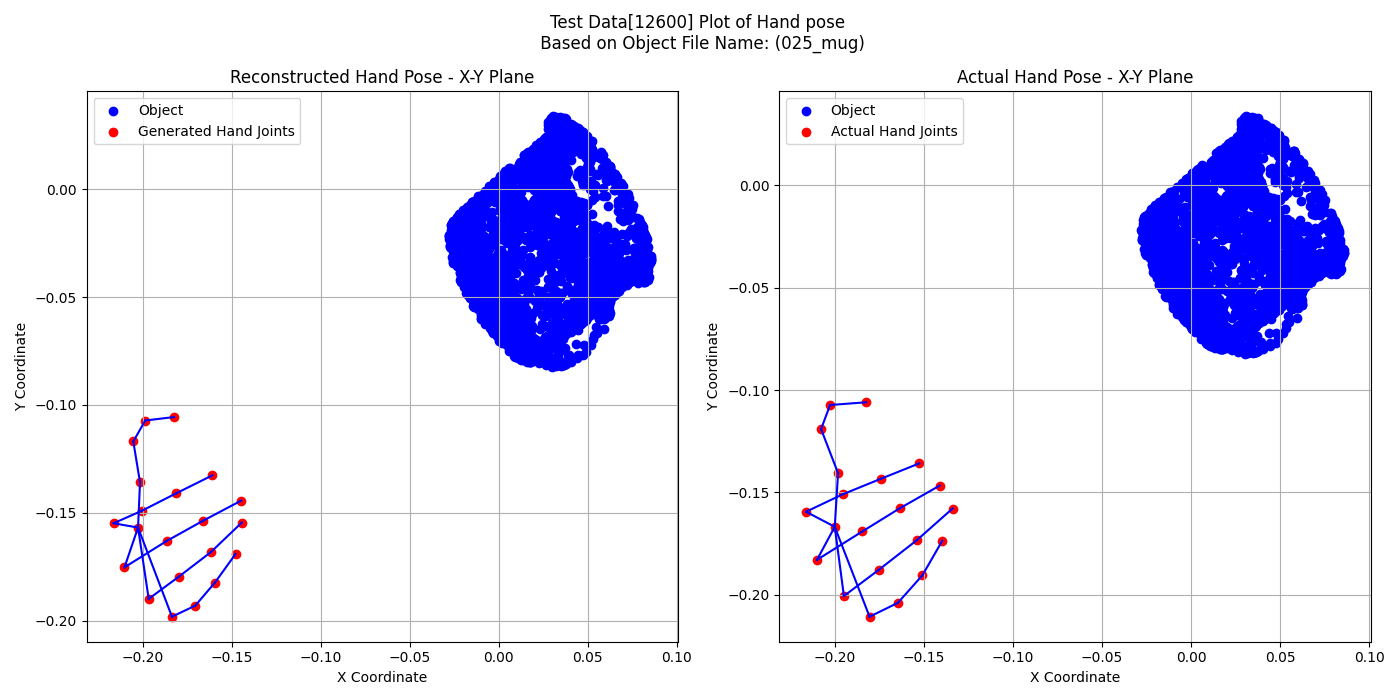 Test Data[12600] Plot of Hand pose
Based on Object File Name: (025_mug)
Reconstructed Hand Pose - X-Y Plane
Object
Generated Hand Joints
0.00
−0.05
−0.10
−0.15
−0.20
Y Coordinate
−0.20 −0.15 −0.10 −0.05 0.00 0.05 0.10
X Coordinate
Actual Hand Pose - X-Y Plane
Object
Actual Hand Joints
0.00
−0.05
−0.10
−0.15
−0.20
Y Coordinate
−0.20 −0.15 −0.10 −0.05 0.00 0.05 0.10
X Coordinate